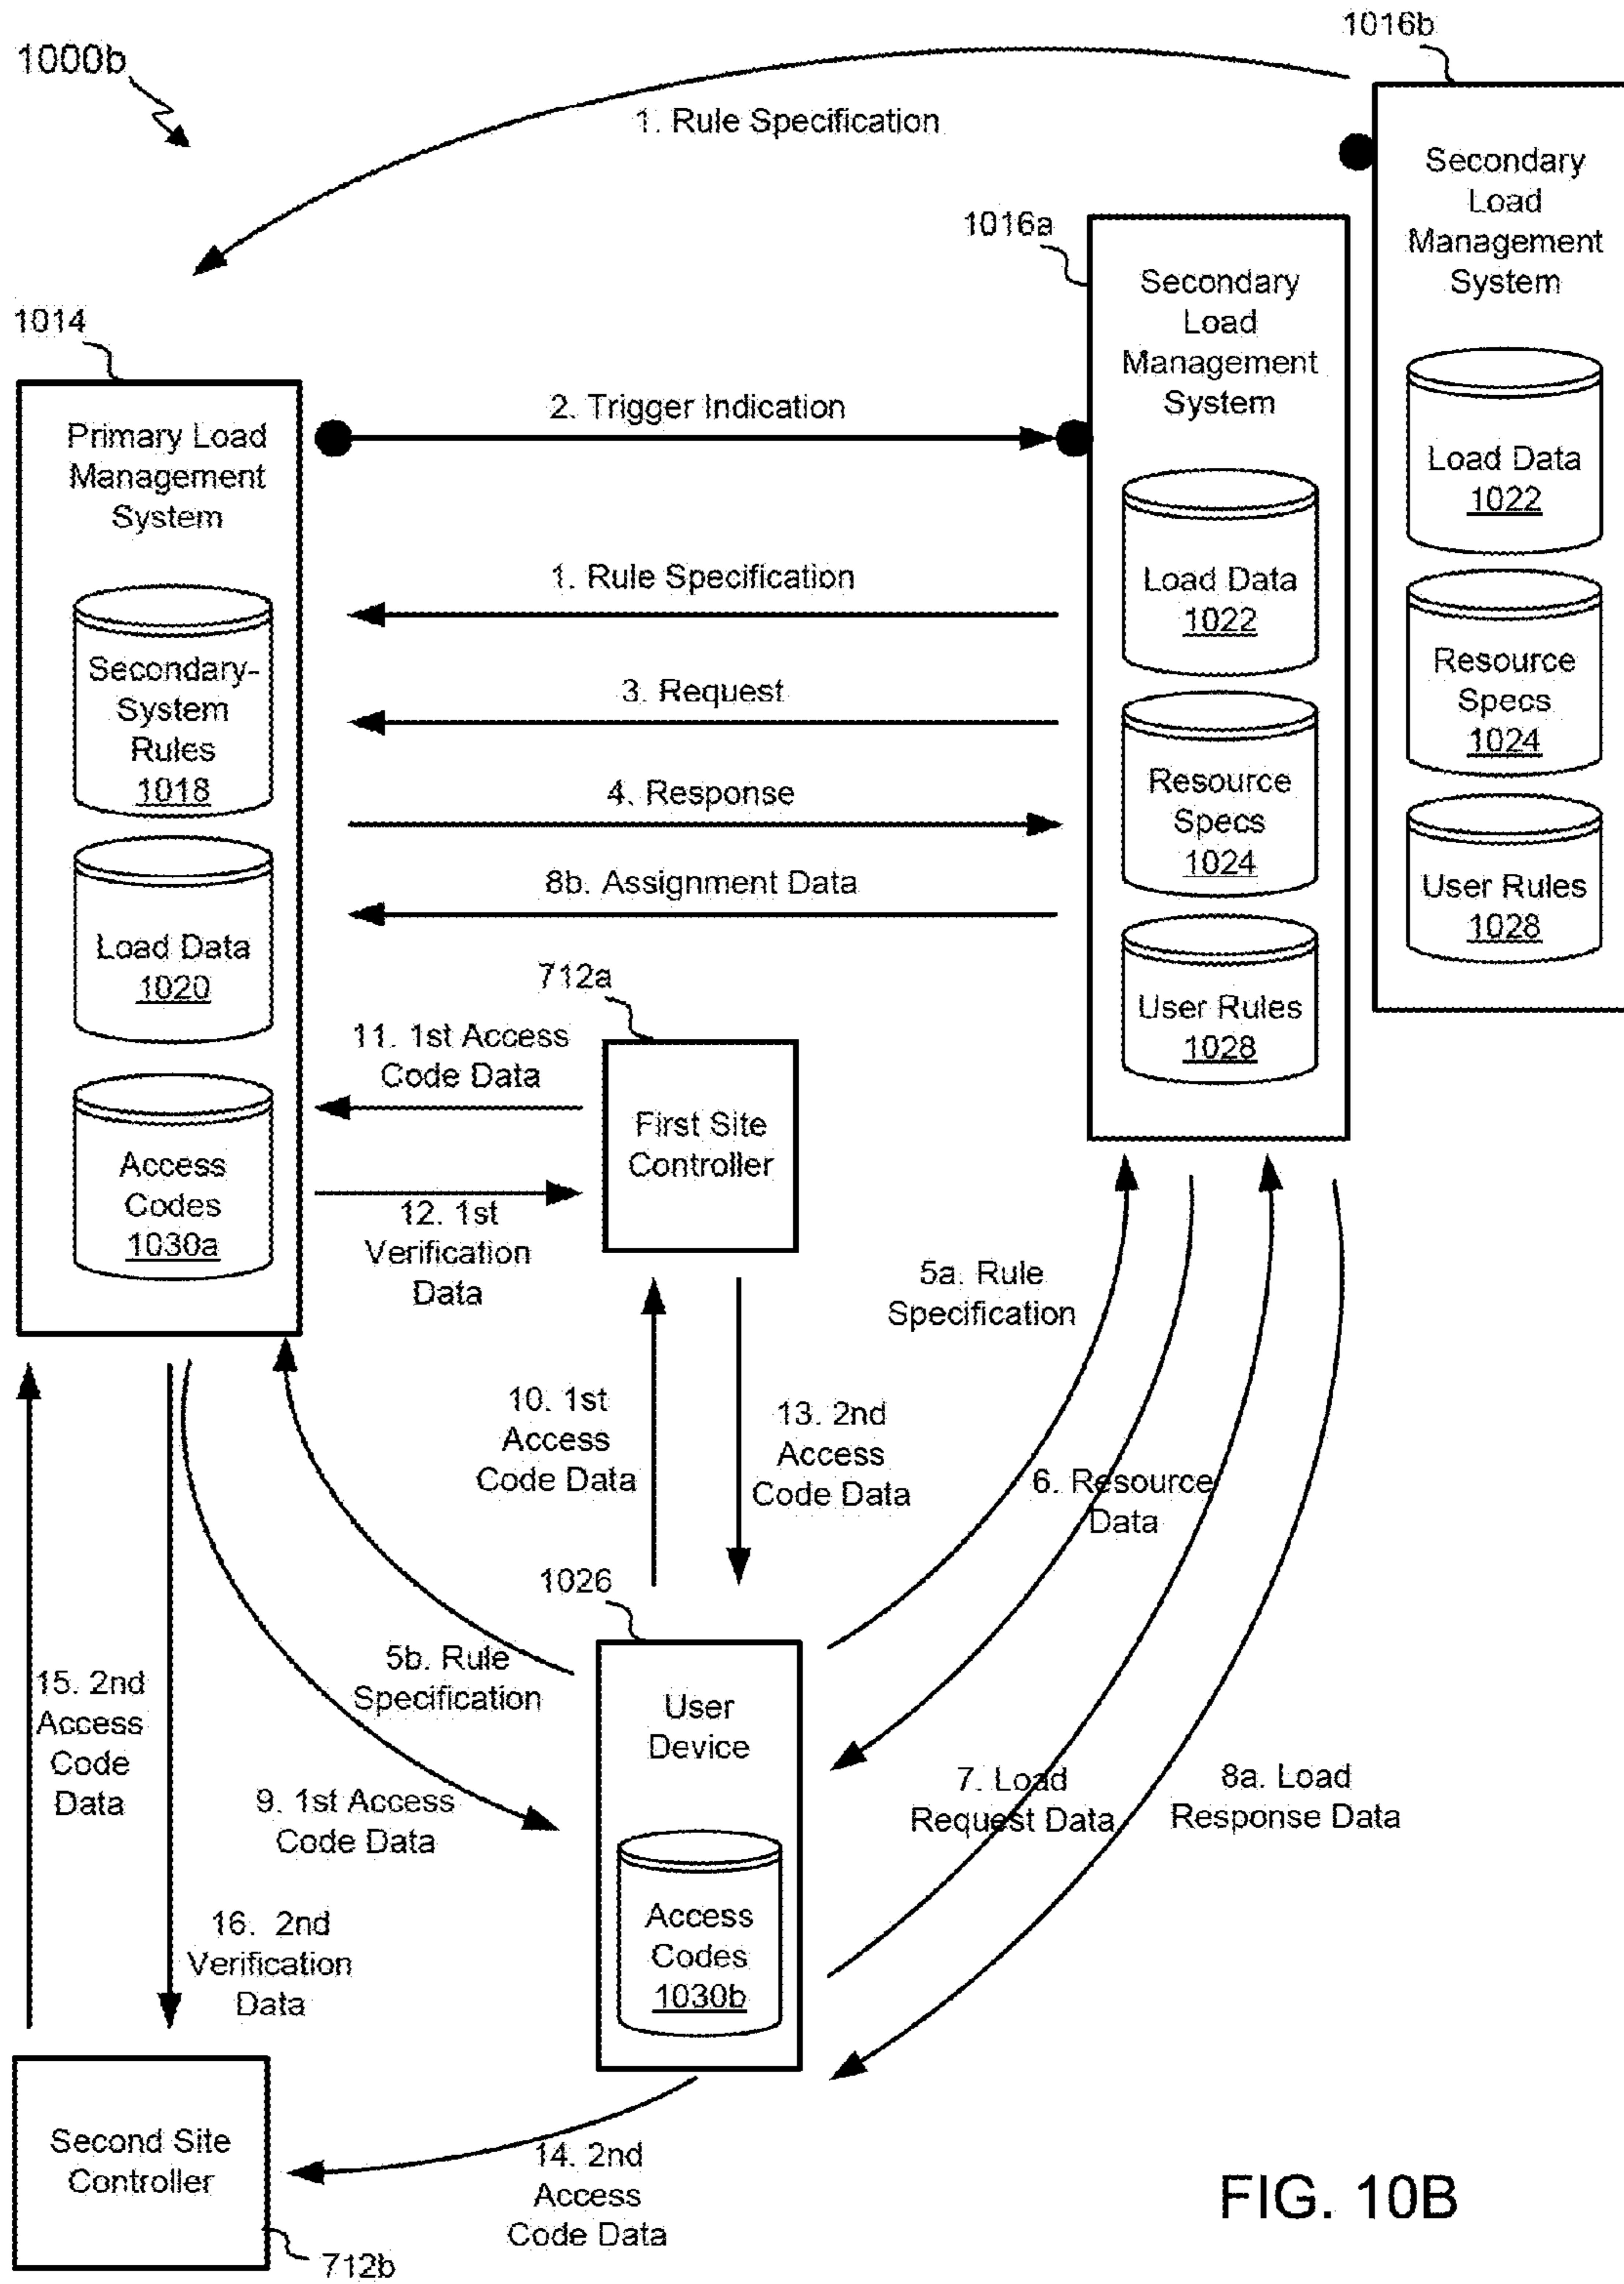 1016b
1000b
1. Rule Specification
Secondary
Load
Management
System
1016a
Secondary
Load
Management
System
1014
Load Data
1022
2. Trigger Indication
Primary Load
Management
System
Load Data
1022
1. Rule Specification
Resource
Specs
1024
Secondary-
System
Rules
1018
3. Request
Resource
Specs
1024
4. Response
User Rules
1028
8b. Assignment Data
Load Data
1020
712a
User Rules
1028
11. 1st Access
Code Data
First Site
Controller
Access
Codes
1030a
12. 1st
Verification
Data
5a. Rule
Specification
10. 1st
Access
Code Data
13. 2nd
Access
Code Data
6. Resource
Data
1026
5b. Rule
Specification
15. 2nd
Access
Code
Data
User
Device
9. 1st Access
Code Data
7. Load
Request Data
8a. Load
Response Data
Access
Codes
1030b
16. 2nd
Verification
Data
Second Site
Controller
14. 2nd
Access
Code Data
712b
FIG. 10B